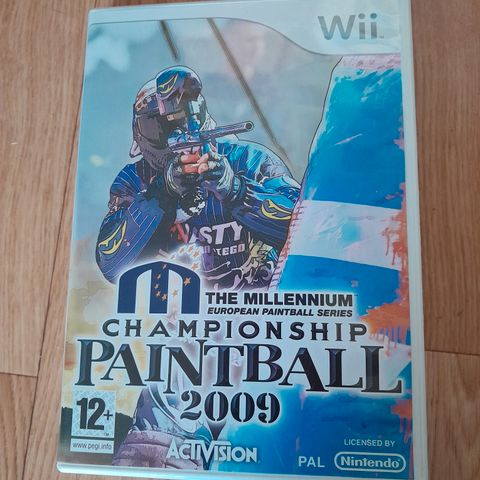 Wii
THE MILLENNIUM
EUROPEAN PAINTBALL SERIES
CHAMPIONSHIP
PAINTBALL
2009
12+
www.pegi.info
ACTIVISION
LICENSED BY
PAL
Nintendo